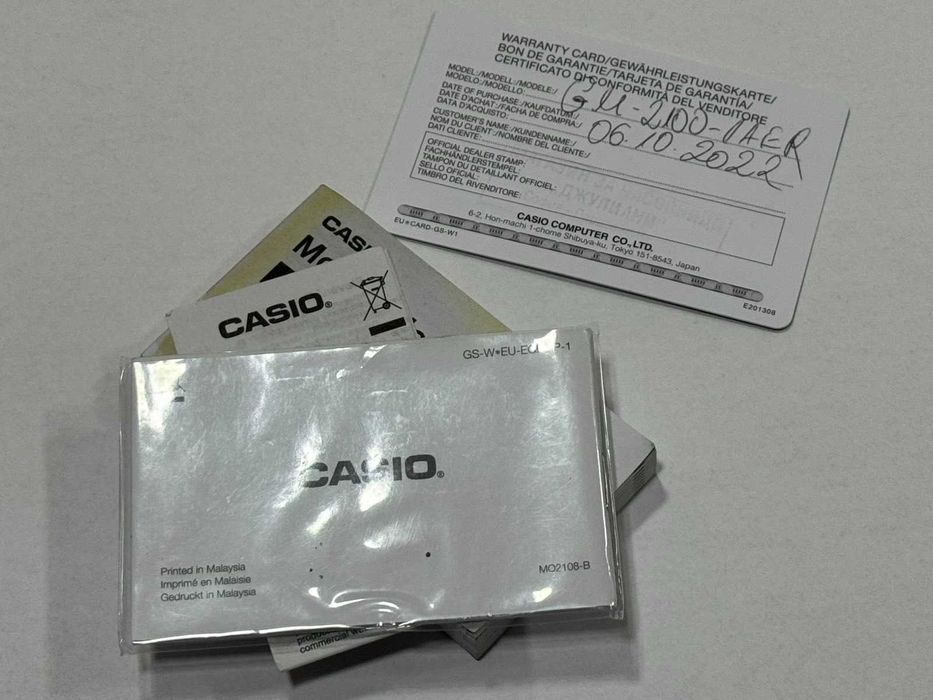 WARRANTY CARD/GEWÄHRLEISTUNGSKARTE/
BON DE GARANTIE/TARJETA DE GARANTÍA/
CERTIFICATO DI CONFORMITÀ DEL VENDITORE
MODEL:/MODELL:/MODELE:/
MODELO:/MODELLO:
GM-2100-1AER
DATE OF PURCHASE:/KAUFDATUM:/
DATE D'ACHAT:/FACHA DE COMPRA:/
DATA D'ACQUISTO:
06.10.2022
CUSTOMER'S NAME:/KUNDENNAME:/
NOM DU CLIENT:/NOMBRE DEL CLIENTE:/
DATI CLIENTE:
OFFICIAL DEALER STAMP:
FACHHÄNDLERSTEMPEL:
TAMPON DU DETAILLANT OFFICIEL:
SELLO OFICIAL:
TIMBRO DEL RIVENDITORE:
CASIO COMPUTER CO., LTD.
6-2, Hon-machi 1-chome Shibuya-ku, Tokyo 151-8543, Japan
EU*CARD-GS-W1
E201308
CASIO
CASIO®
CASIO®
Printed in Malaysia
Imprimé en Malaisie
Gedruckt in Malaysia
MO2108-B
commercial